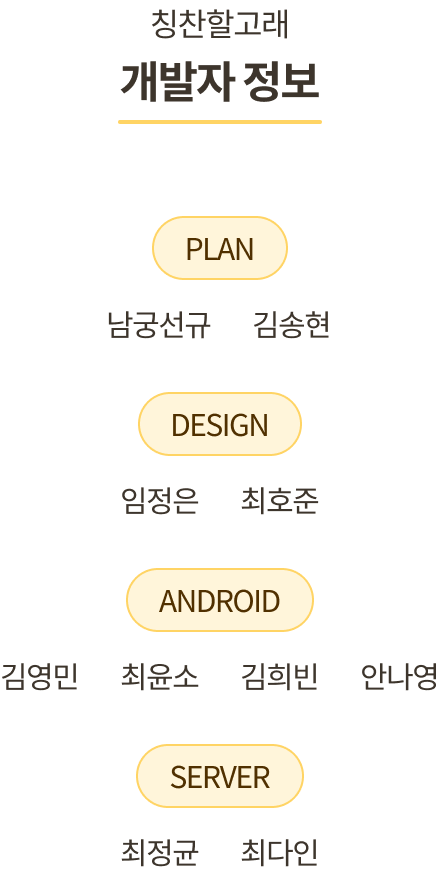 칭찬할고래
개발자 정보
PLAN
남궁선규 김송현
DESIGN
임정은 최호준
ANDROID
김영민 최윤소 김희빈 안나영
SERVER
최정균 최다인